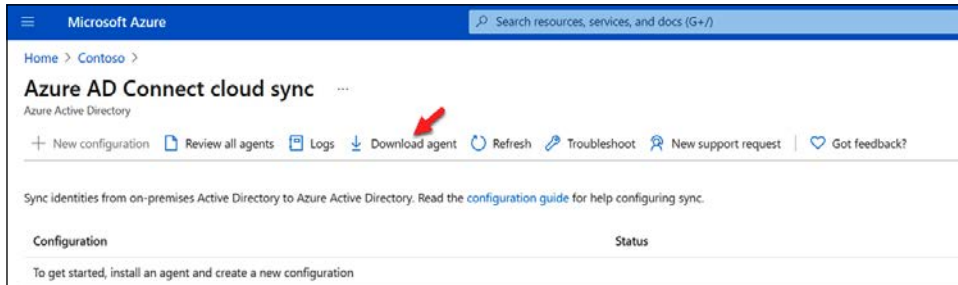 Microsoft Azure
Search resources, services, and docs (G+/)
Home > Contoso >
Azure AD Connect cloud sync ...
Azure Active Directory
+ New configuration Review all agents Logs Download agent Refresh Troubleshoot New support request Got feedback?
Sync identities from on-premises Active Directory to Azure Active Directory. Read the configuration guide for help configuring sync.
Configuration Status
To get started, install an agent and create a new configuration